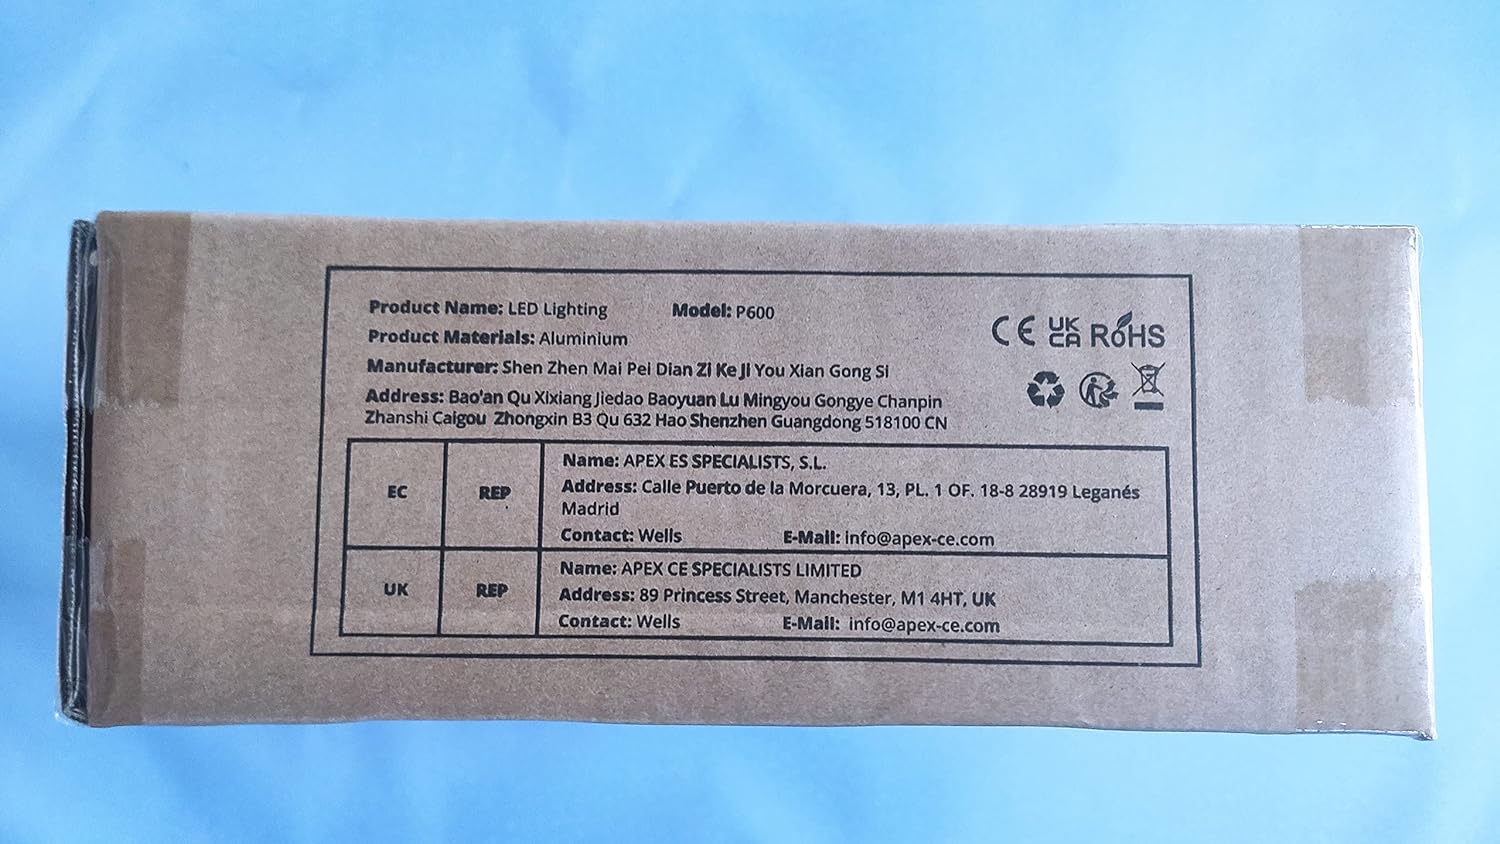 Product Name: LED Lighting Model: P600
Product Materials: Aluminium
Manufacturer: Shen Zhen Mai Pei Dian Zi Ke Ji You Xian Gong Si
Address: Bao'an Qu Xixiang Jiedao Baoyuan Lu Mingyou Gongye Chanpin
Zhanshi Caigou Zhongxin B3 Qu 632 Hao Shenzhen Guangdong 518100 CN
CE UK CA RoHS
EC REP
Name: APEX ES SPECIALISTS, S.L.
Address: Calle Puerto de la Morcuera, 13, PL. 1 OF. 18-8 28919 Leganés
Madrid
Contact: Wells E-Mail: info@apex-ce.com
UK REP
Name: APEX CE SPECIALISTS LIMITED
Address: 89 Princess Street, Manchester, M1 4HT, UK
Contact: Wells E-Mail: info@apex-ce.com